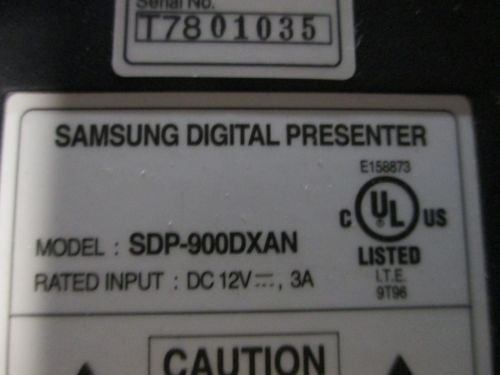 Serial No.
T7801035
SAMSUNG DIGITAL PRESENTER
E158873
C UL US
®
MODEL : SDP-900DXAN
LISTED
RATED INPUT : DC 12V⎓, 3A
I.T.E.
9T96
CAUTION